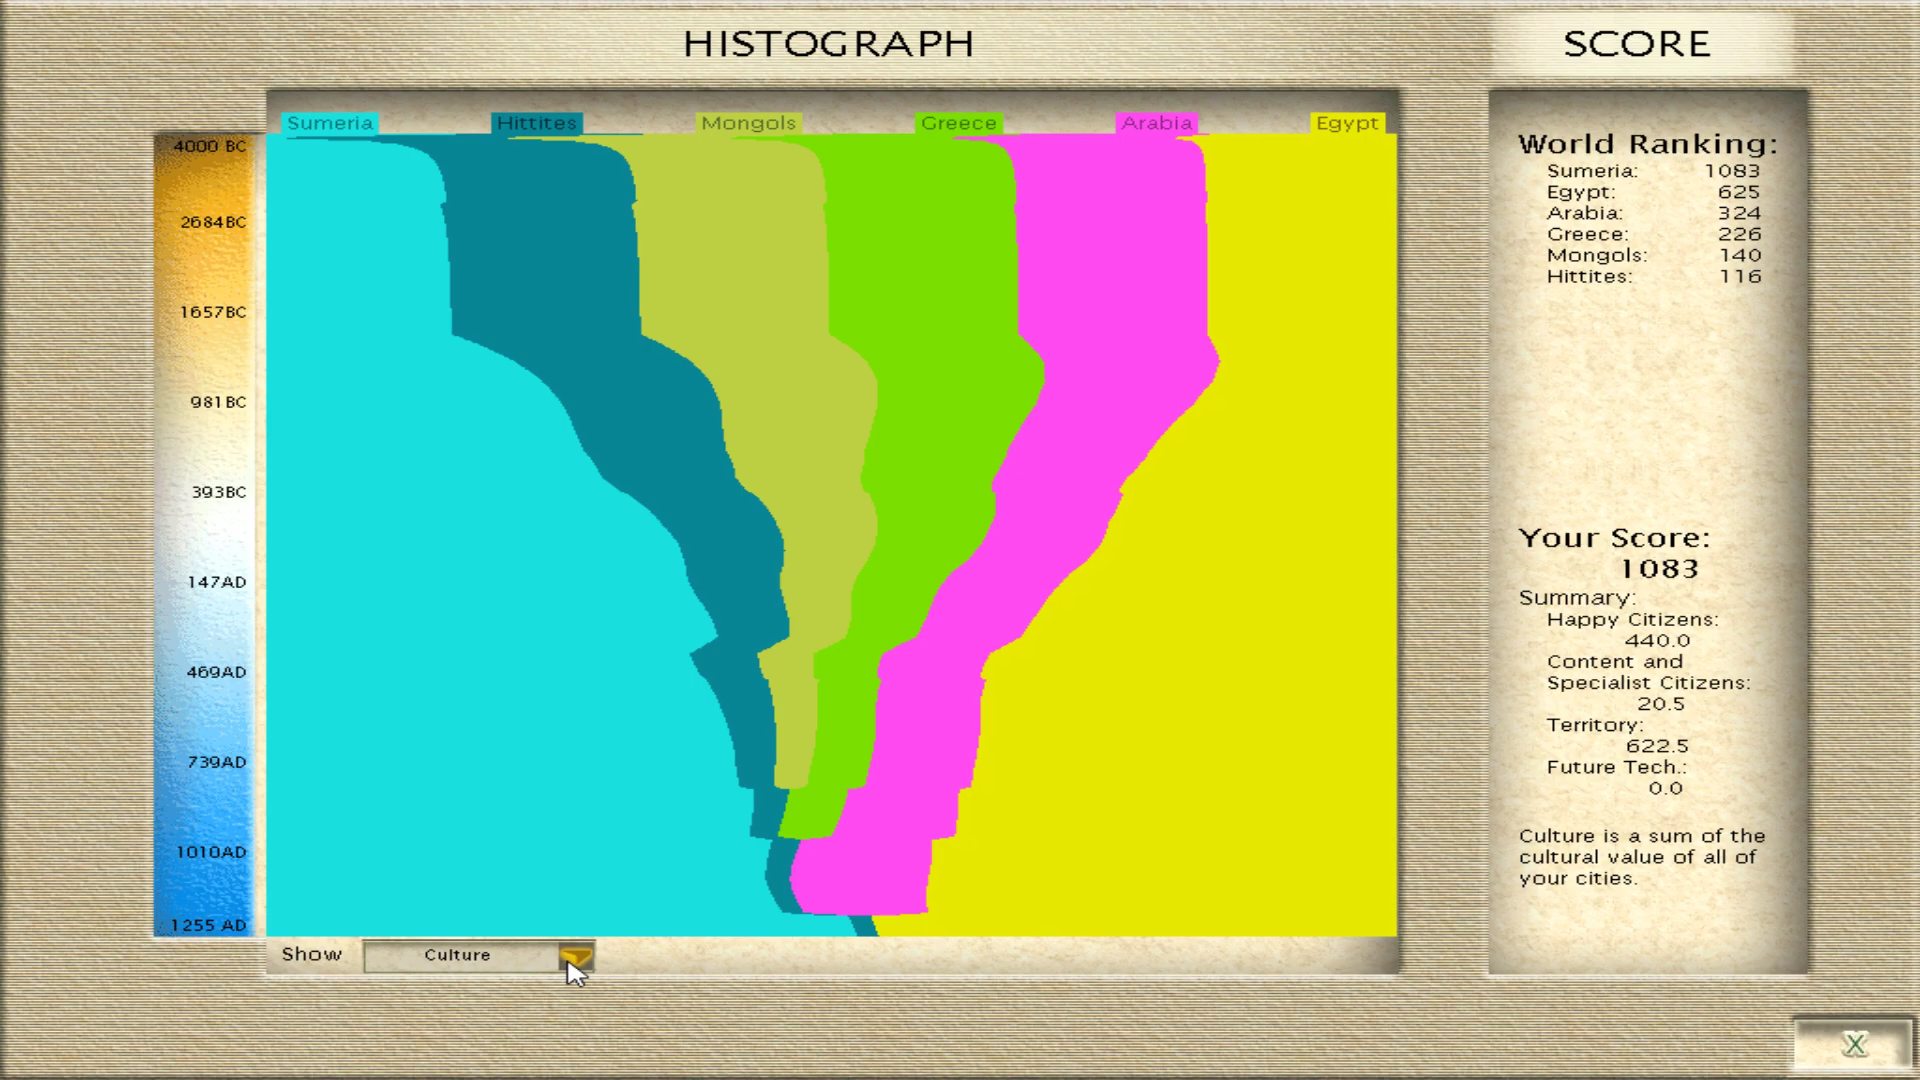 HISTOGRAPH
SCORE
Sumeria Hittites Mongols Greece Arabia Egypt
4000 BC
2684BC
1657BC
981BC
393BC
147AD
469AD
739AD
1010AD
1255 AD
Show Culture
World Ranking:
Sumeria: 1083
Egypt: 625
Arabia: 324
Greece: 226
Mongols: 140
Hittites: 116
Your Score:
1083
Summary:
Happy Citizens:
440.0
Content and
Specialist Citizens:
20.5
Territory:
622.5
Future Tech.:
0.0
Culture is a sum of the
cultural value of all of
your cities.
X